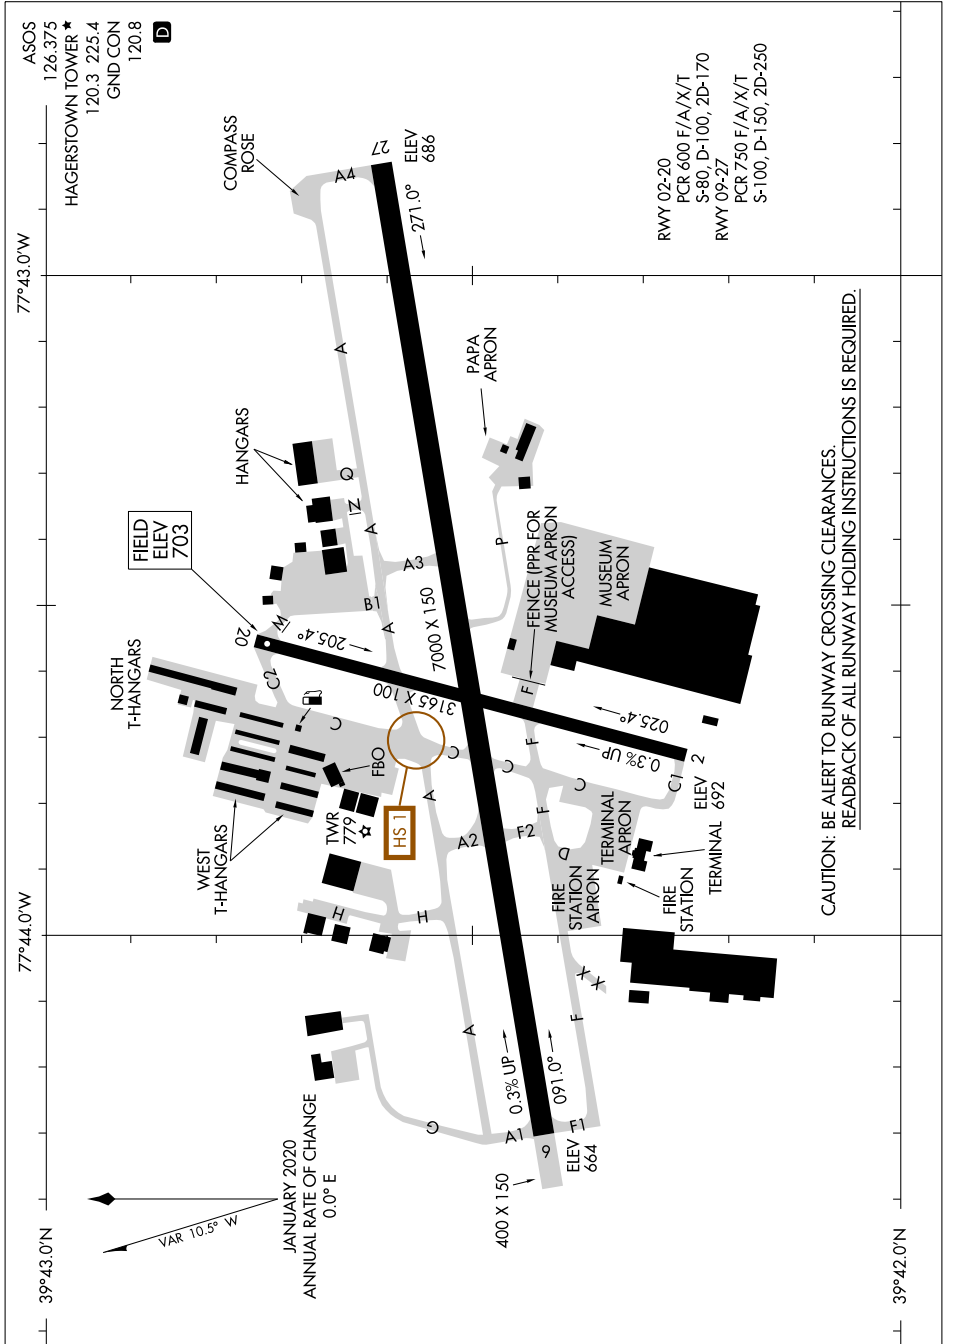 ASOS
126.375
HAGERSTOWN TOWER
120.3 225.4
GND CON
120.8
D
77°43.0'W
COMPASS
ROSE
A4
27
ELEV
686
271.0°
RWY 02-20
PCR 600 F/A/X/T
S-80, D-100, 2D-170
RWY 09-27
PCR 750 F/A/X/T
S-100, D-150, 2D-250
A
PAPA
APRON
HANGARS
Q
N
A
FIELD
ELEV
703
A3
P
FENCE (PPR FOR
MUSEUM APRON
ACCESS)
MUSEUM
APRON
B1
A
W
20
205.4°
7000 X 150
3165 X 100
NORTH
T-HANGARS
C2
C
F
025.4°
0.3% UP
2
ELEV
692
C1
FBO
C
C
F
C
HS 1
A
F
TWR
779
WEST
T-HANGARS
A2
F2
D
TERMINAL
APRON
FIRE
STATION
APRON
TERMINAL
FIRE
STATION
H
H
77°44.0'W
X
X
A
F
0.3% UP
091.0°
G
A1
F1
9
ELEV
664
400 X 150
JANUARY 2020
ANNUAL RATE OF CHANGE
0.0° E
VAR 10.5° W
39°43.0'N
39°42.0'N
CAUTION: BE ALERT TO RUNWAY CROSSING CLEARANCES.
READBACK OF ALL RUNWAY HOLDING INSTRUCTIONS IS REQUIRED.